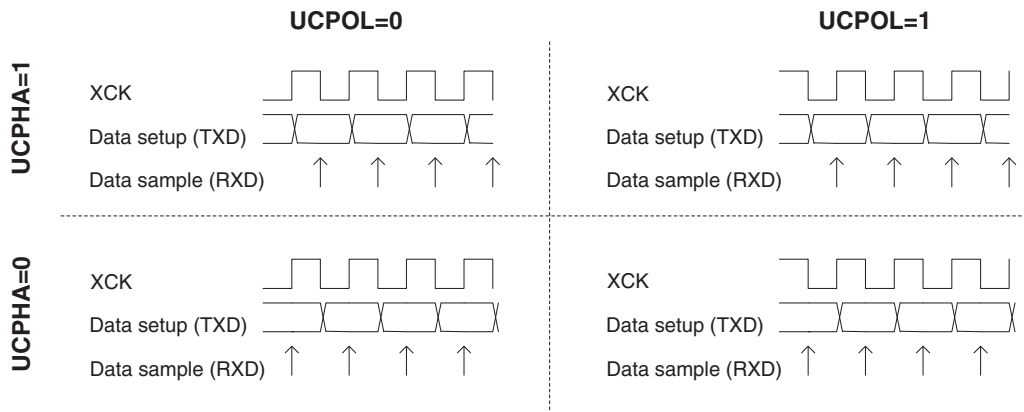 UCPOL=0
UCPOL=1
UCPHA=1
XCK
Data setup (TXD)
Data sample (RXD)
XCK
Data setup (TXD)
Data sample (RXD)
UCPHA=0
XCK
Data setup (TXD)
Data sample (RXD)
XCK
Data setup (TXD)
Data sample (RXD)